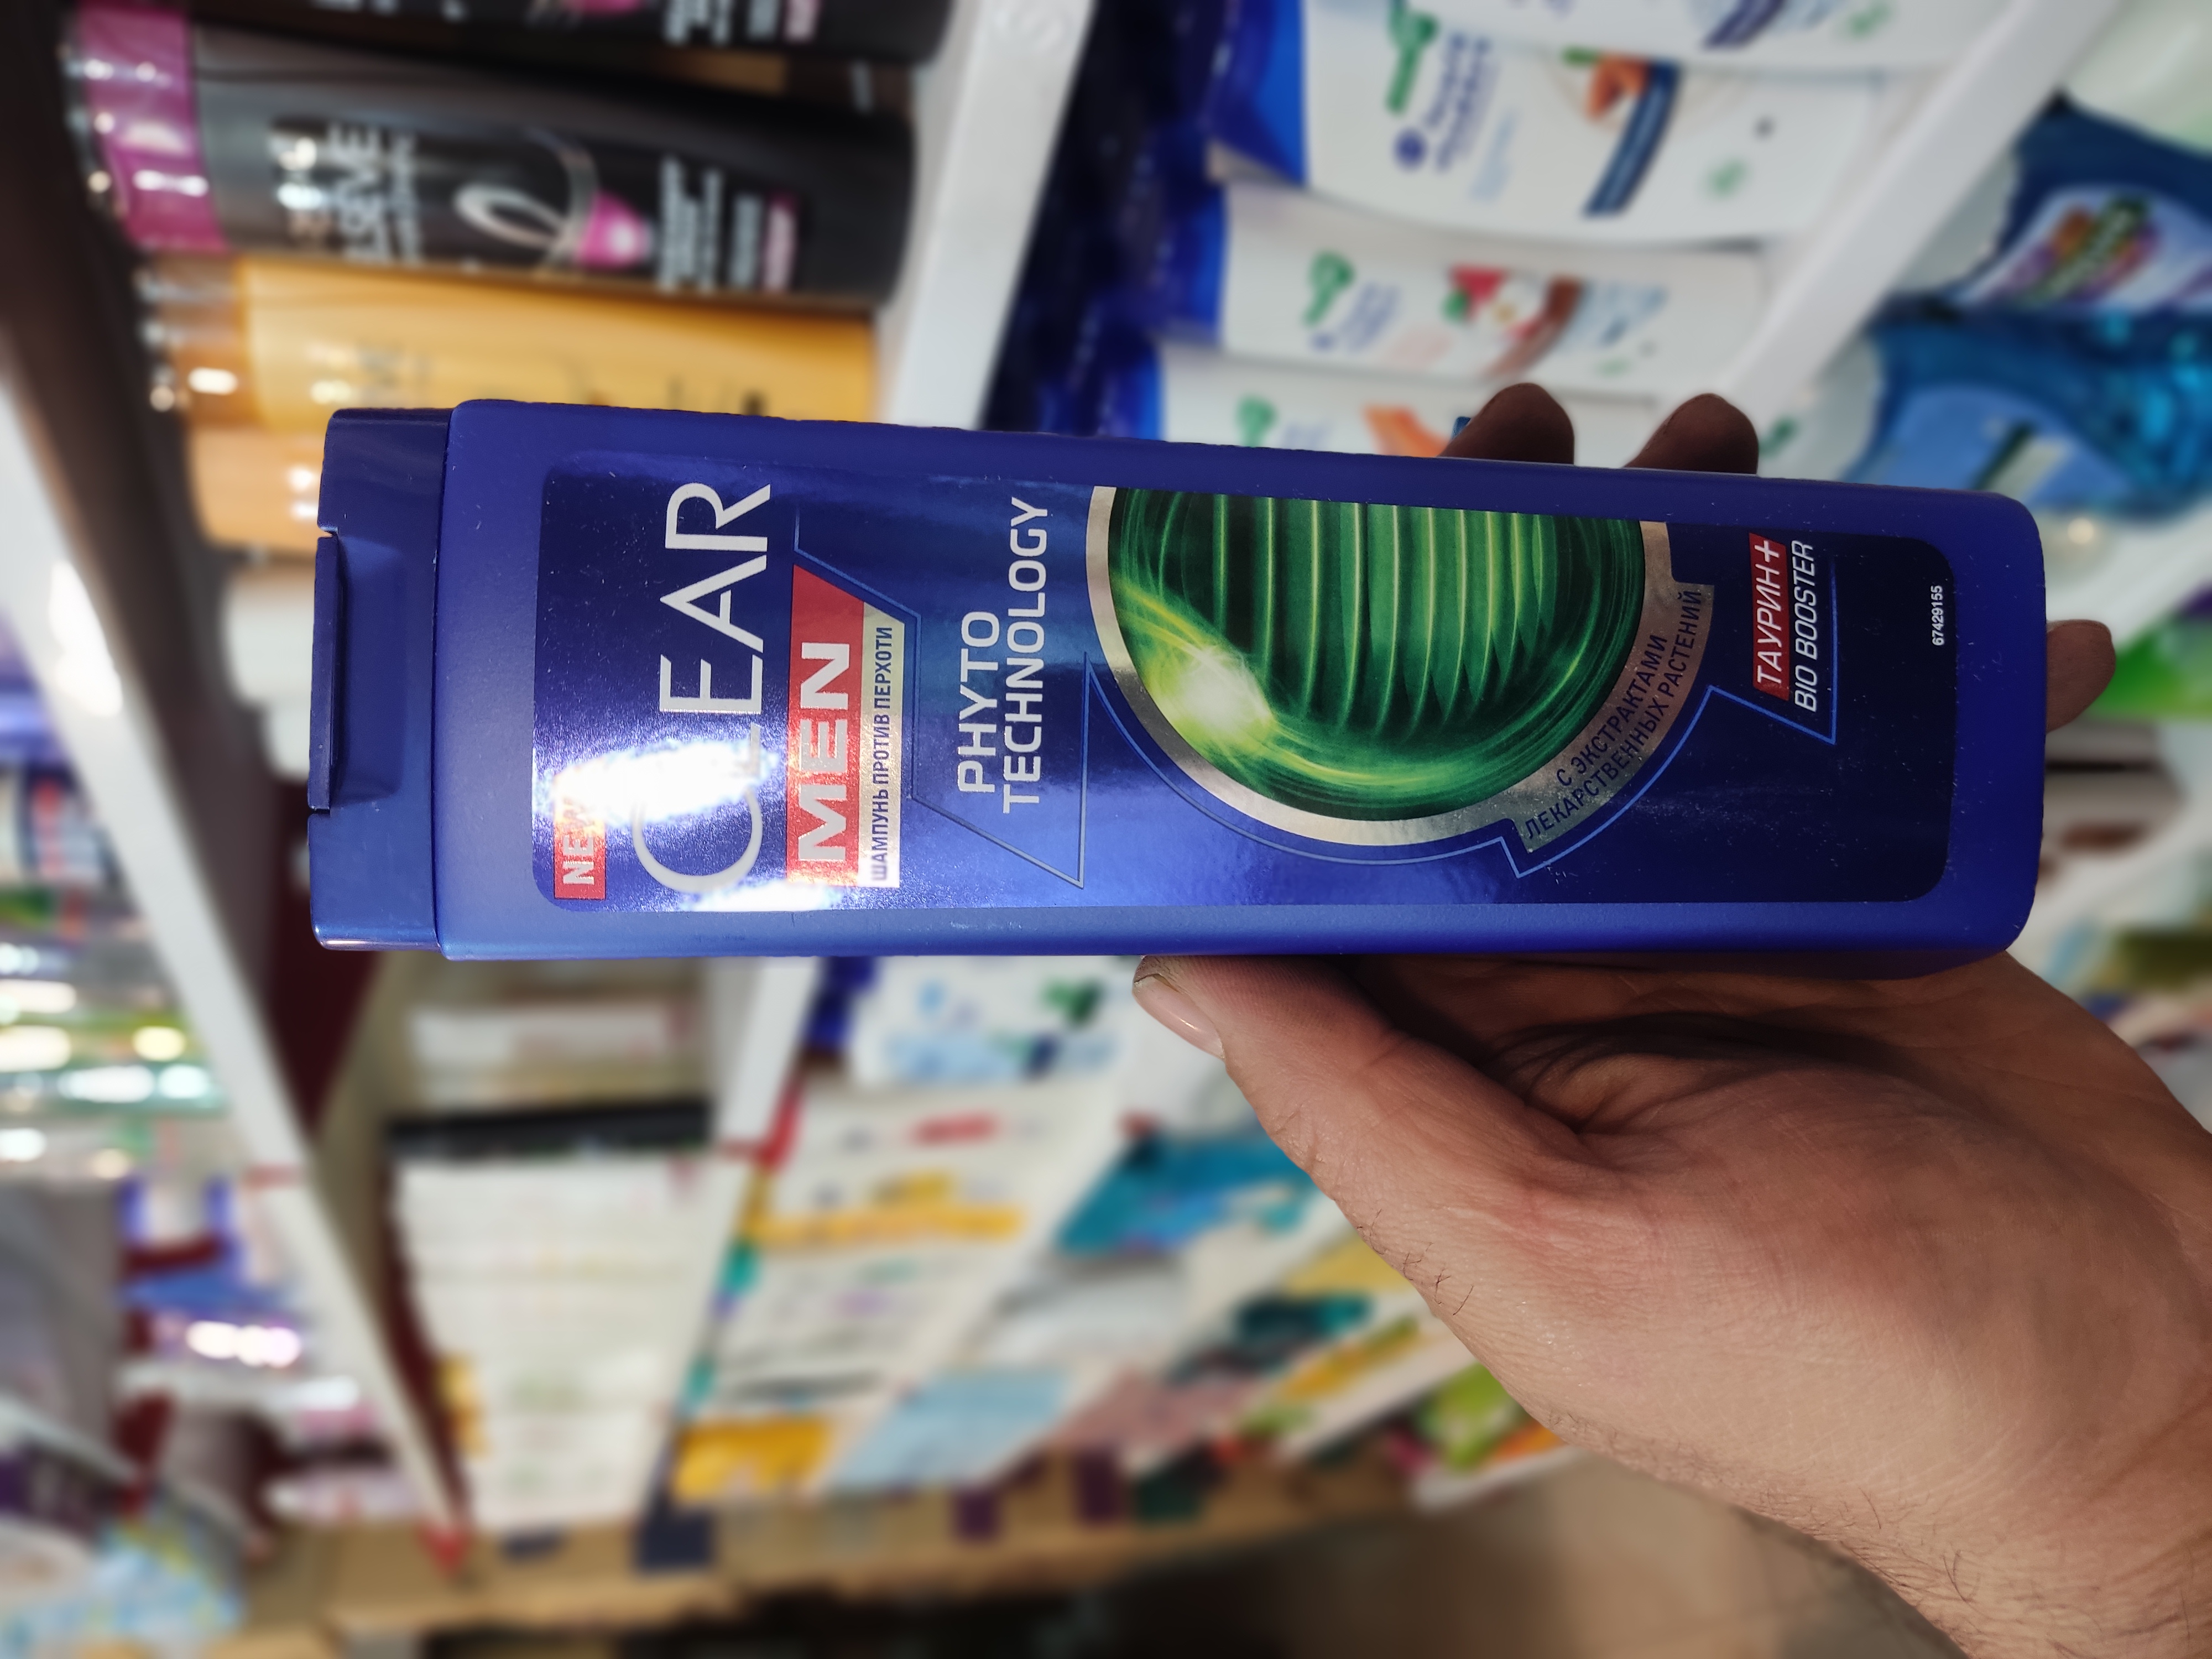 NEW
CLEAR
MEN
ШАМПУНЬ ПРОТИВ ПЕРХОТИ
PHYTO
TECHNOLOGY
С ЭКСТРАКТАМИ
ЛЕКАРСТВЕННЫХ РАСТЕНИЙ
ТАУРИН+
BIO BOOSTER
67429155